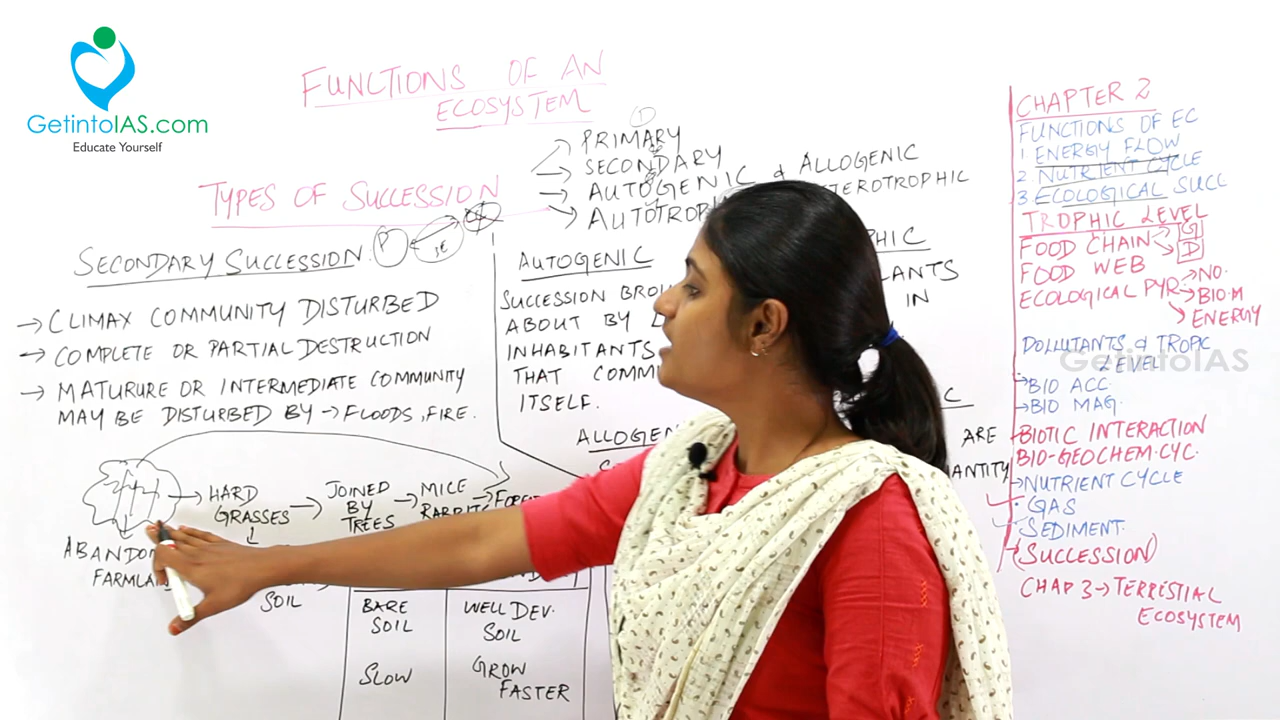 GetintoIAS.com
Educate Yourself
FUNCTIONS OF AN
ECOSYSTEM
TYPES OF SUCCESSION
1
PRIMARY
SECONDARY
AUTOGENIC & ALLOGENIC
SECONDARY SUCCESSION
P
SE
→ CLIMAX COMMUNITY DISTURBED
→ COMPLETE OR PARTIAL DESTRUCTION
→ MATURURE OR INTERMEDIATE COMMUNITY
MAY BE DISTURBED BY → FLOODS, FIRE.
→ HARD
GRASSES
→ JOINED
BY
TREES
→ MICE
→
SOIL
BARE
SOIL
WELL DEV.
SOIL
SLOW
GROW
FASTER
AUTOGENIC
SUCCESSION
ABOUT BY
INHABITANTS
THAT
ITSELF.
IN
ARE
CHAPTER 2
FUNCTIONS OF EC
1. ENERGY FLOW
2. NUTRIENT CYCLE
3. ECOLOGICAL SUCC
TROPHIC LEVEL
FOOD CHAIN → G
→ D
FOOD WEB
ECOLOGICAL PYR. → NO.
→ BIO.M
→ ENERGY
POLLUTANTS & TROPIC
LEVEL
GetintoIAS
→ BIO ACC.
→ BIO MAG.
→ BIOTIC INTERACTION
BIO-GEOCHEM.CYC.
→ NUTRIENT CYCLE
GAS
SEDIMENT.
→ (SUCCESSION)
CHAP 3 → TERRESTIAL
ECOSYSTEM